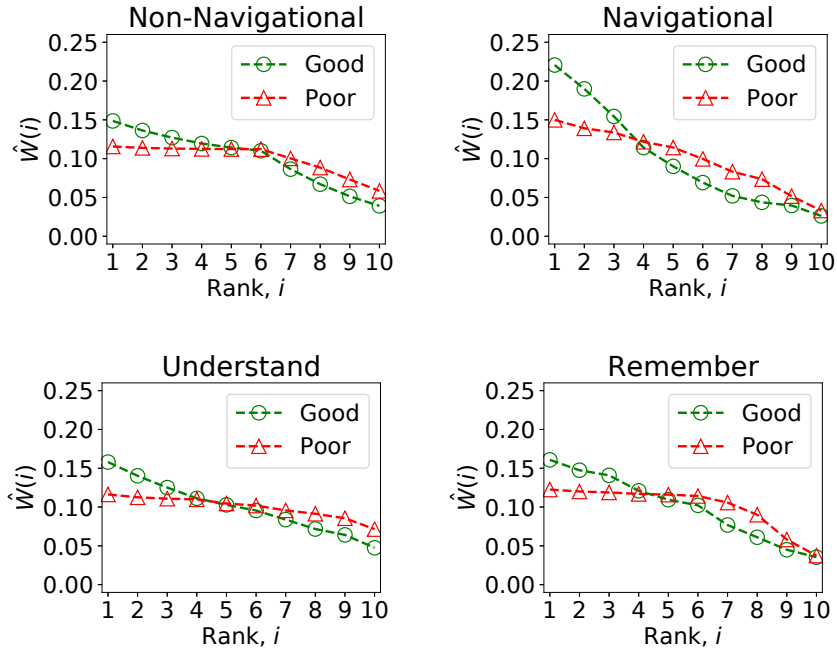 Non-Navigational
0.25
0.20
0.15
0.10
0.05
0.00
Ŵ(i)
Good
Poor
1 2 3 4 5 6 7 8 9 10
Rank, i
Navigational
0.25
0.20
0.15
0.10
0.05
0.00
Ŵ(i)
Good
Poor
1 2 3 4 5 6 7 8 9 10
Rank, i
Understand
0.25
0.20
0.15
0.10
0.05
0.00
Ŵ(i)
Good
Poor
1 2 3 4 5 6 7 8 9 10
Rank, i
Remember
0.25
0.20
0.15
0.10
0.05
0.00
Ŵ(i)
Good
Poor
1 2 3 4 5 6 7 8 9 10
Rank, i